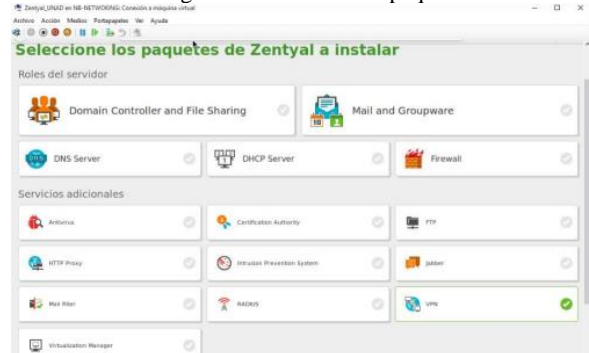 Zentyal_UNAD en NB-NETWORKING: Conexión a máquina virtual
Archivo Acción Medios Portapapeles Ver Ayuda
Seleccione los paquetes de Zentyal a instalar
Roles del servidor
Domain Controller and File Sharing
Mail and Groupware
DNS Server
DHCP Server
Firewall
Servicios adicionales
Antivirus
Certification Authority
FTP
HTTP Proxy
Intrusion Prevention System
Jabber
Mail Filter
RADIUS
VPN
Virtualization Manager